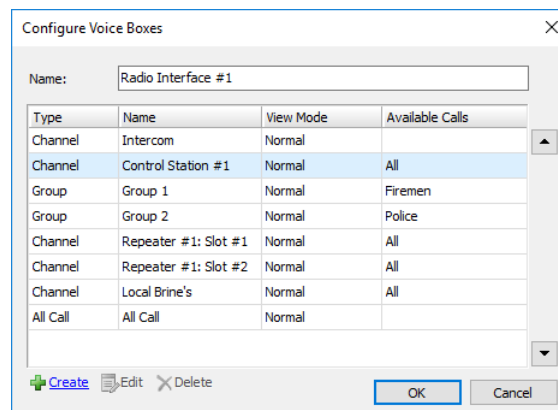 Configure Voice Boxes
Name: Radio Interface #1
Type Name View Mode Available Calls
Channel Intercom Normal
Channel Control Station #1 Normal All
Group Group 1 Normal Firemen
Group Group 2 Normal Police
Channel Repeater #1: Slot #1 Normal All
Channel Repeater #1: Slot #2 Normal All
Channel Local Brine's Normal All
All Call All Call Normal
Create Edit Delete
OK Cancel